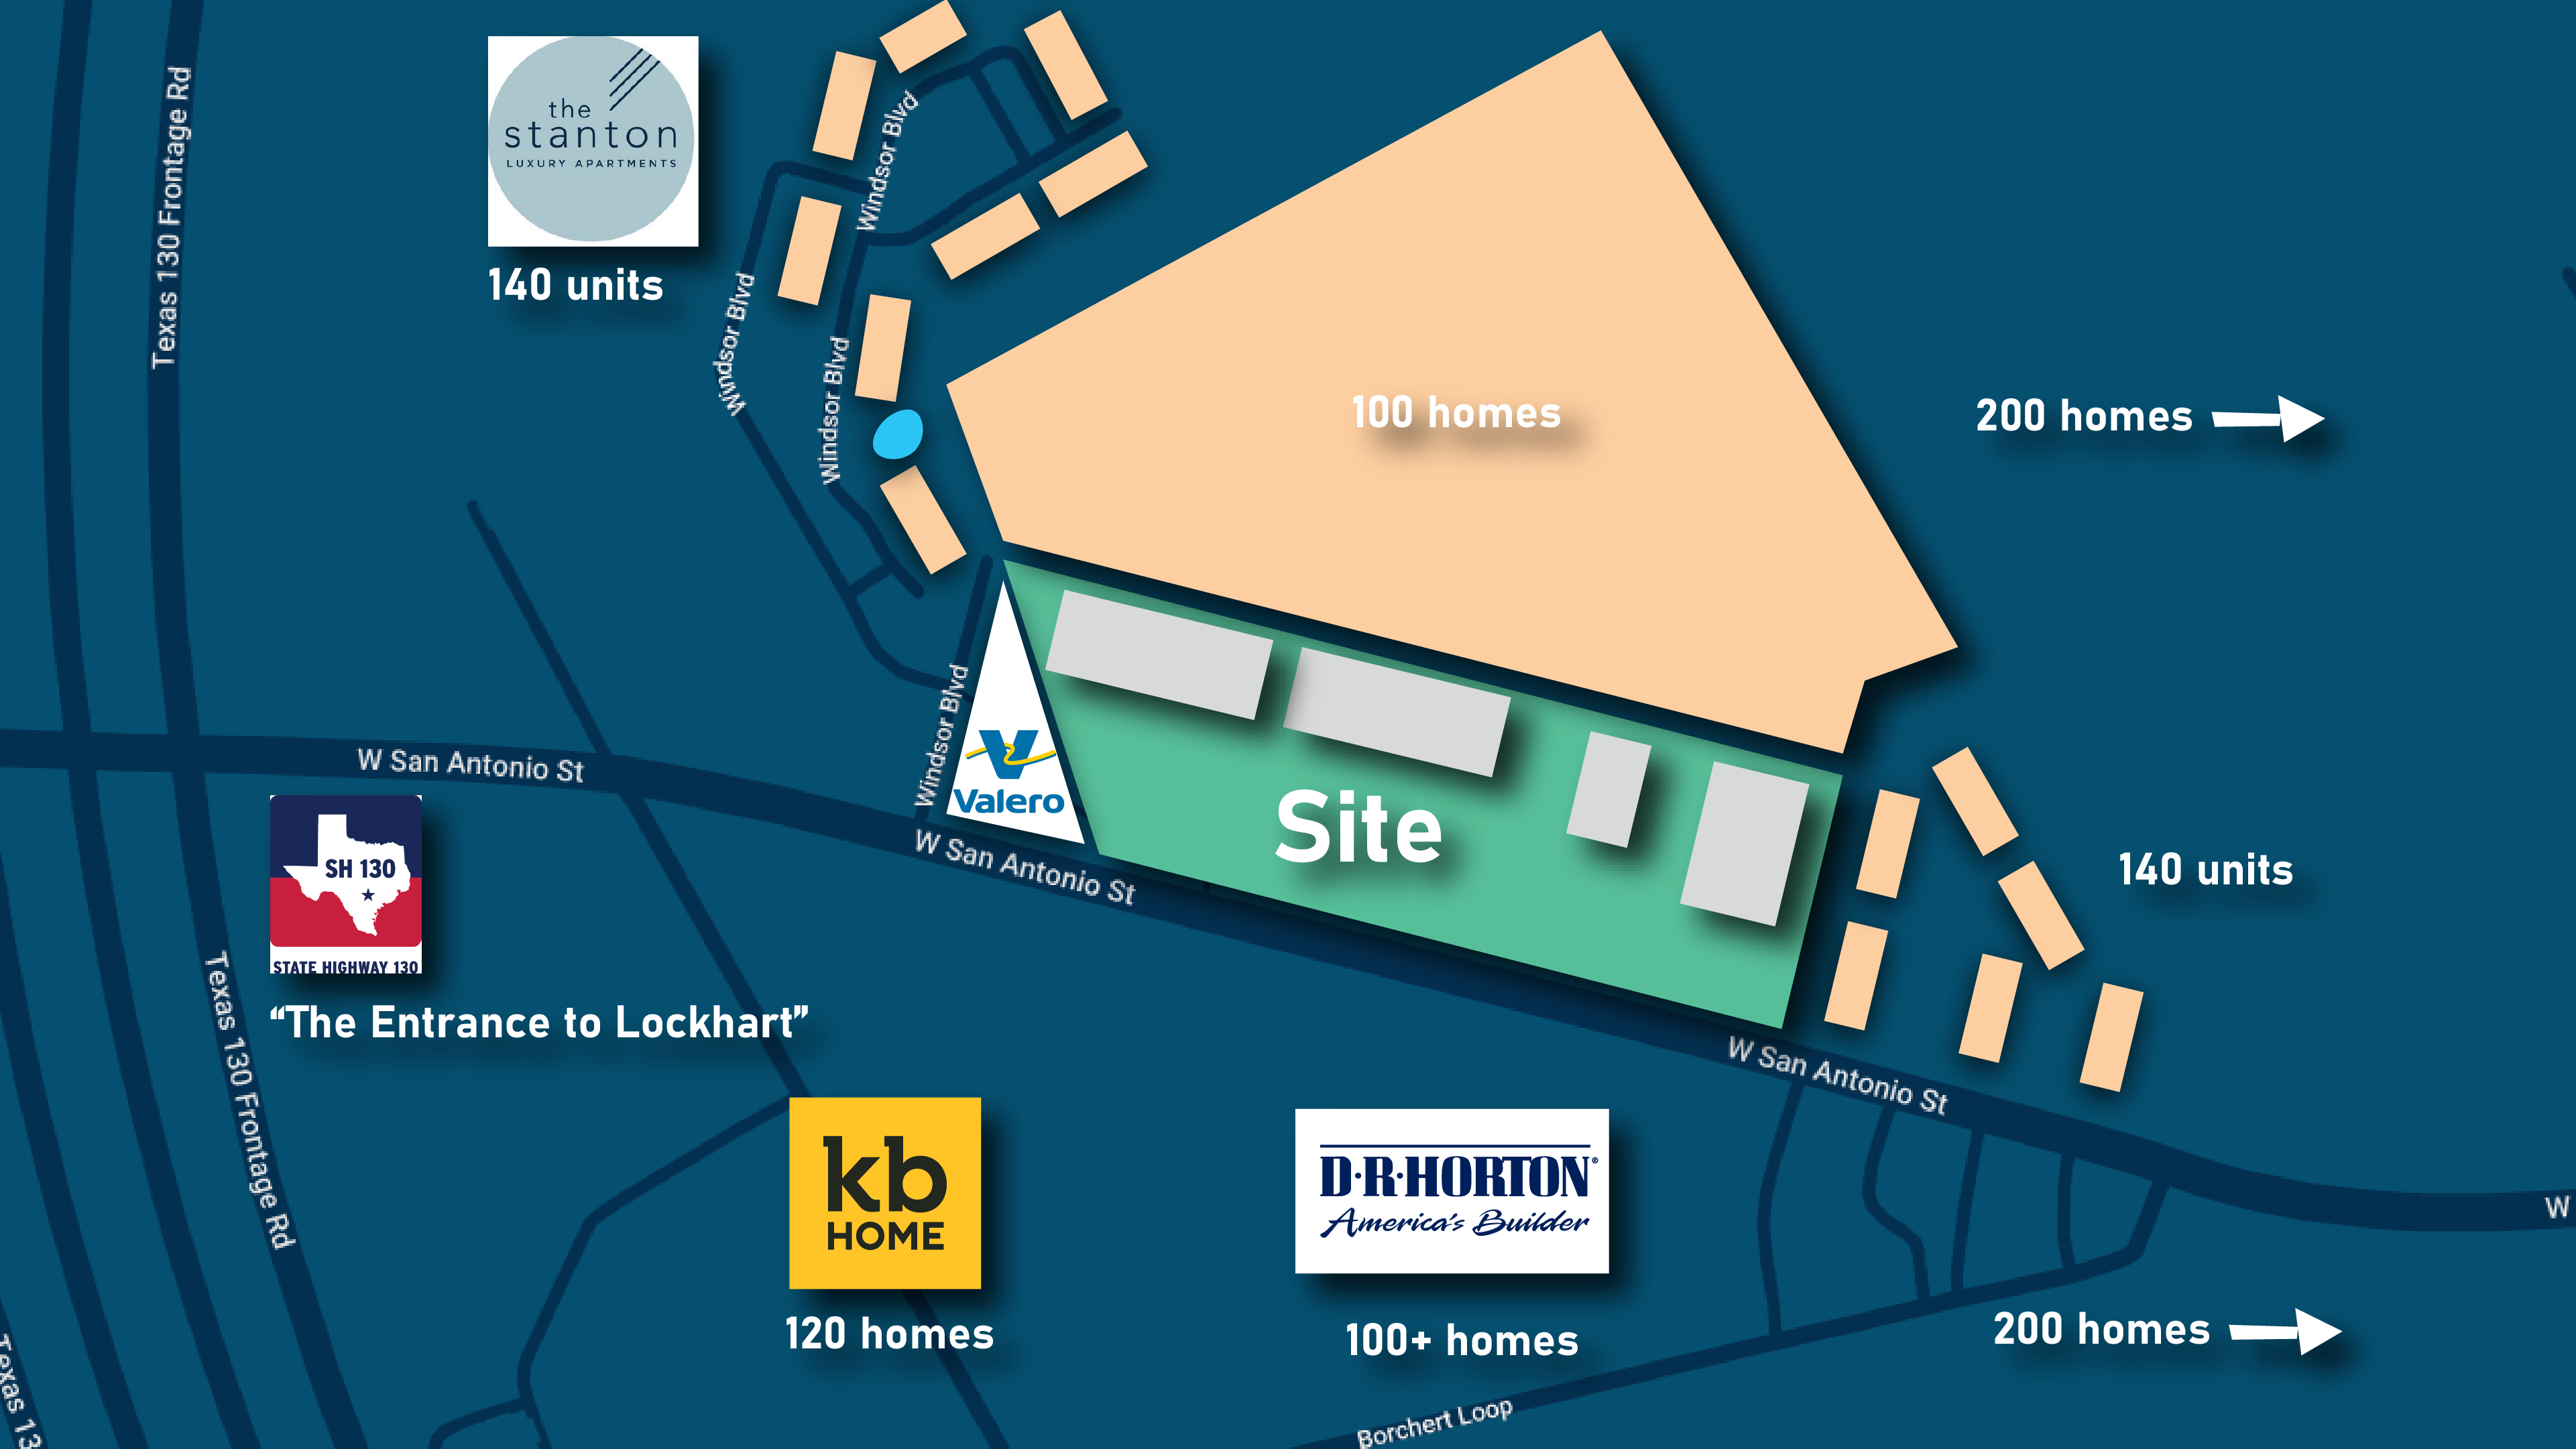 Texas 130 Frontage Rd
the
stanton
LUXURY APARTMENTS
140 units
Windsor Blvd
Windsor Blvd
Windsor Blvd
100 homes
200 homes
Windsor Blvd
Valero
Site
W San Antonio St
W San Antonio St
SH 130
STATE HIGHWAY 130
140 units
“The Entrance to Lockhart”
Texas 130 Frontage Rd
W San Antonio St
kb
HOME
120 homes
D·R·HORTON®
America's Builder
100+ homes
W
200 homes
Texas 13
Borchert Loop